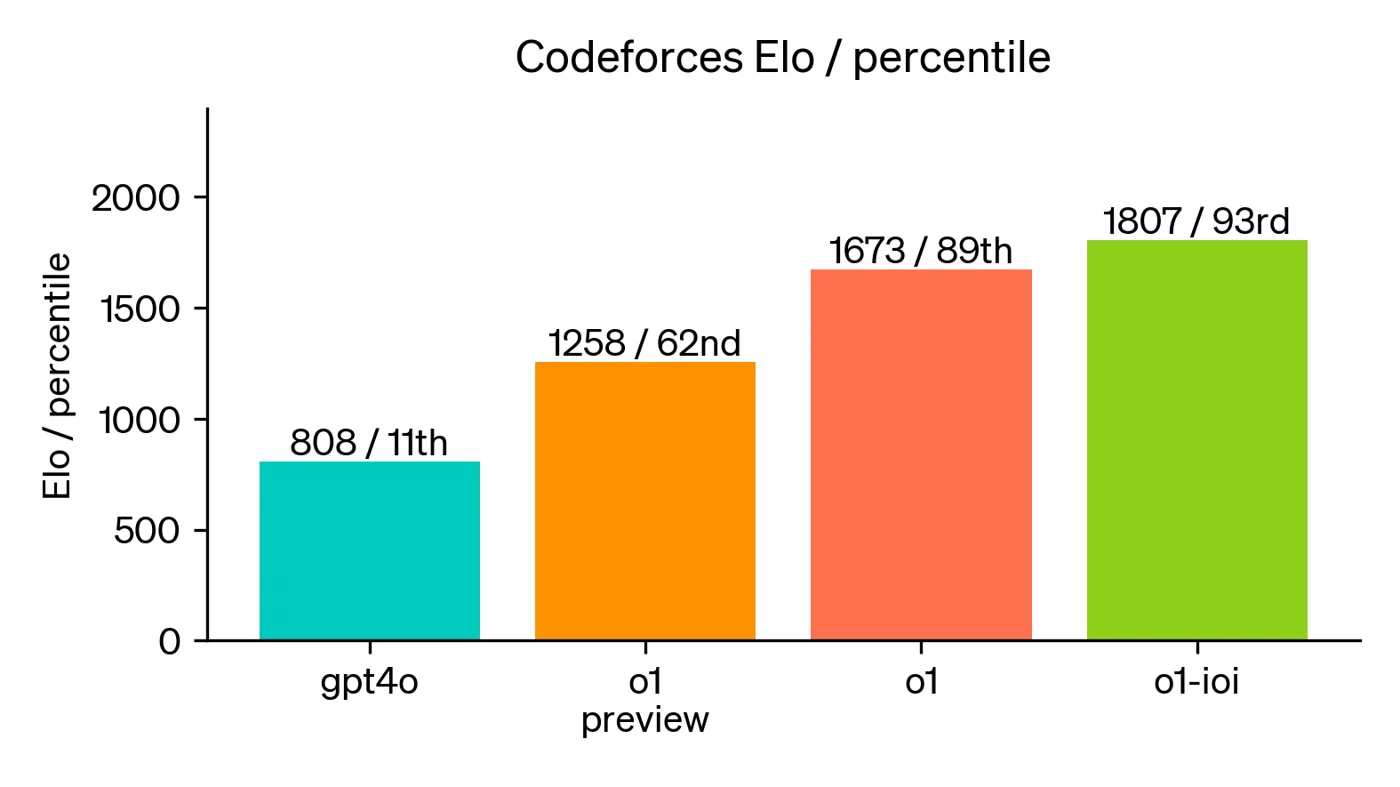 Codeforces Elo / percentile
Elo / percentile
2000
1500
1000
500
0
808 / 11th
1258 / 62nd
1673 / 89th
1807 / 93rd
gpt4o
o1
preview
o1
o1-ioi